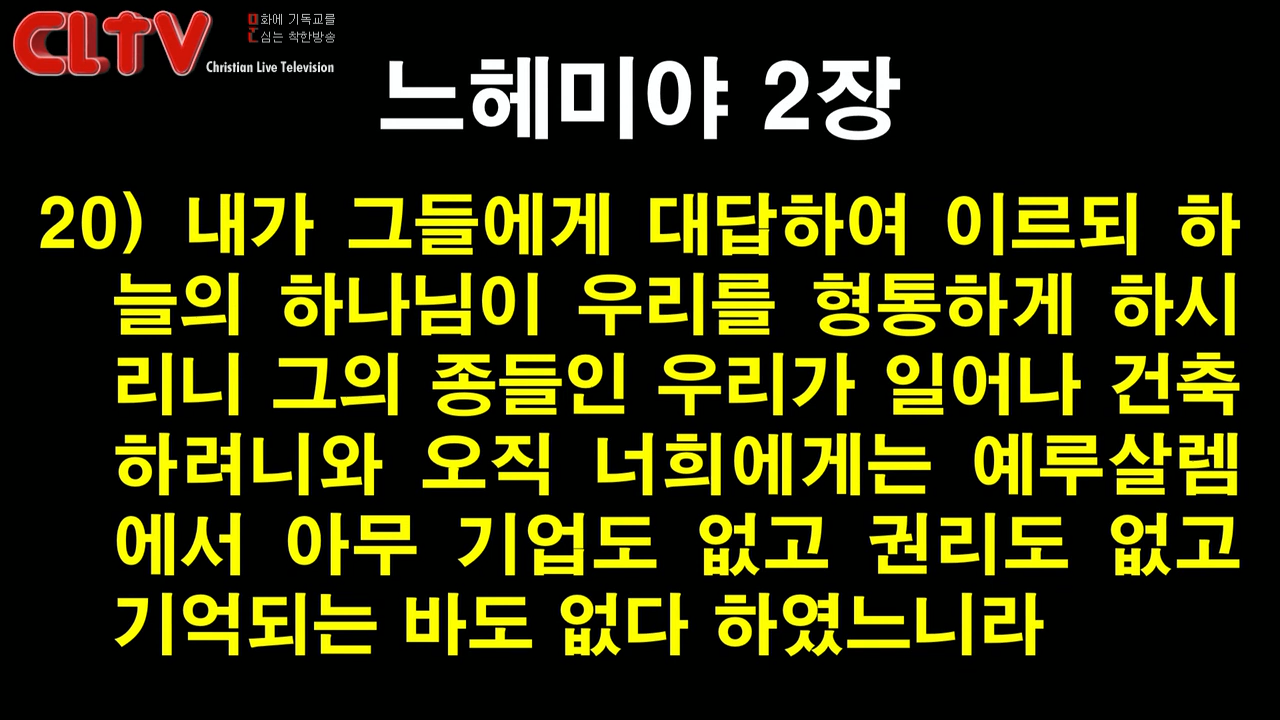 CLTV
문화에 기독교를
심는 착한방송
Christian Live Television
느헤미야 2장
20) 내가 그들에게 대답하여 이르되 하
늘의 하나님이 우리를 형통하게 하시
리니 그의 종들인 우리가 일어나 건축
하려니와 오직 너희에게는 예루살렘
에서 아무 기업도 없고 권리도 없고
기억되는 바도 없다 하였느니라